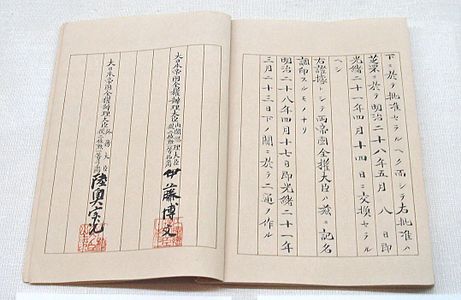 下ニ於テ批准セラルヘク而シテ右批准ハ
芝罘ニ於テ明治二十八年五月八日即
光緒二十一年四月十四日ニ交換セラル
ヘシ
右證據トシテ兩帝國全權大臣ハ茲ニ記名
調印スルモノナリ
明治二十八年四月十七日即光緒二十一年
三月二十三日下ノ關ニ於テ二通ヲ作ル
大日本帝國全權辨理大臣内閣總理大臣從二位勲一等伯爵伊藤博文
大日本帝國全權辨理大臣外務大臣從二位勲一等子爵陸奥宗光